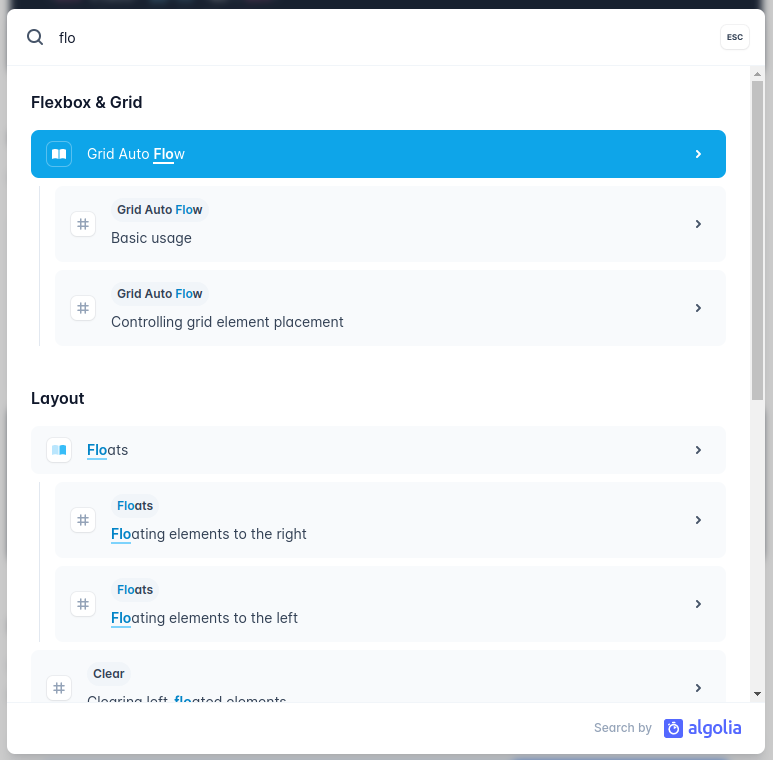 flo
ESC
Flexbox & Grid
Grid Auto Flow
Grid Auto Flow
Basic usage
Grid Auto Flow
Controlling grid element placement
Layout
Floats
Floats
Floating elements to the right
Floats
Floating elements to the left
Clear
Clearing left-floated elements
Search by algolia